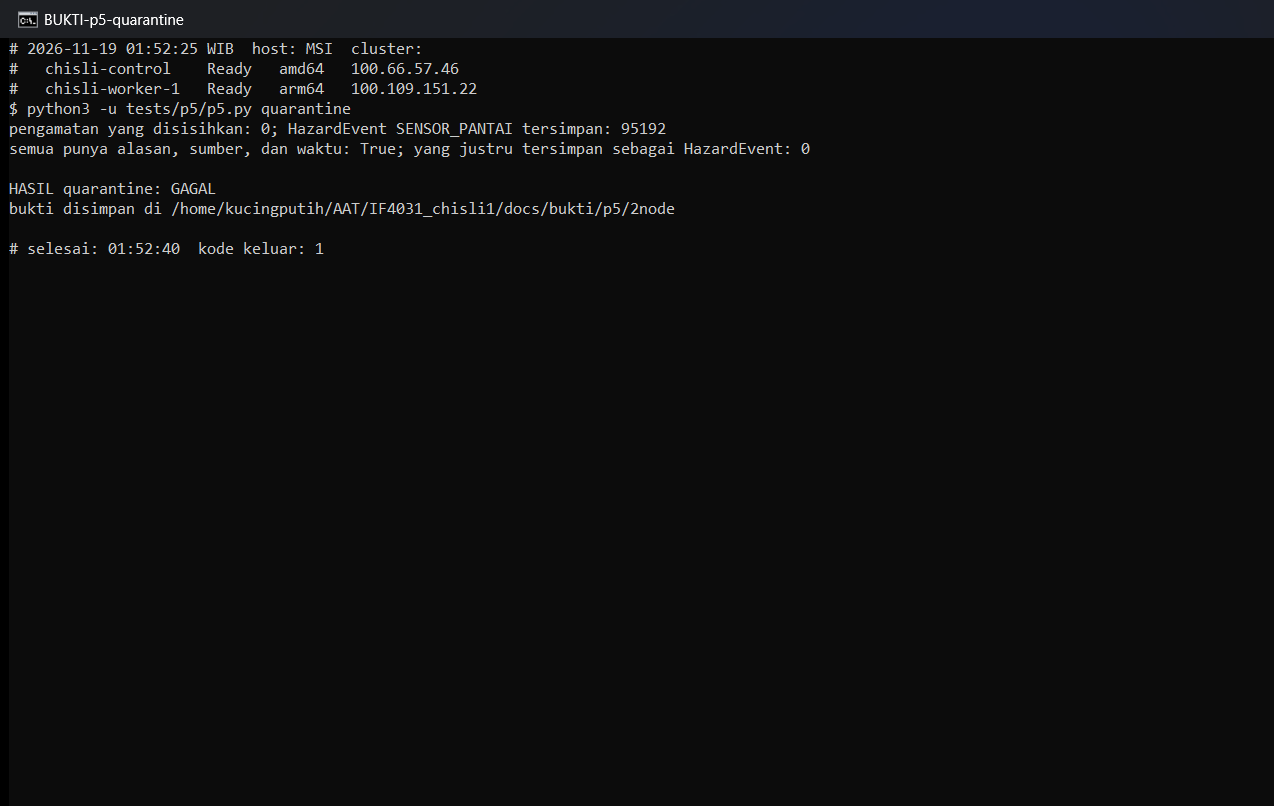 BUKTI-p5-quarantine
# 2026-11-19 01:52:25 WIB  host: MSI  cluster:
#   chisli-control    Ready   amd64   100.66.57.46
#   chisli-worker-1   Ready   arm64   100.109.151.22
$ python3 -u tests/p5/p5.py quarantine
pengamatan yang disisihkan: 0; HazardEvent SENSOR_PANTAI tersimpan: 95192
semua punya alasan, sumber, dan waktu: True; yang justru tersimpan sebagai HazardEvent: 0
HASIL quarantine: GAGAL
bukti disimpan di /home/kucingputih/AAT/IF4031_chisli1/docs/bukti/p5/2node
# selesai: 01:52:40  kode keluar: 1